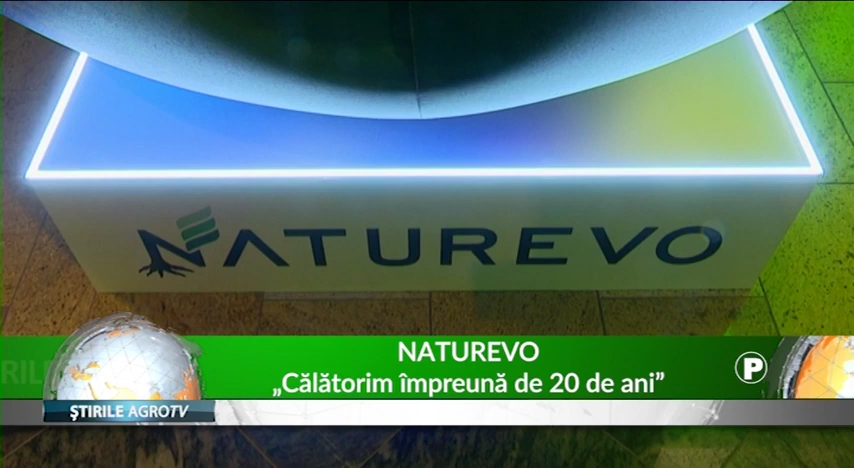 NATUREVO
NATUREVO
„Călătorim împreună de 20 de ani”
P
ȘTIRILE AGROTV